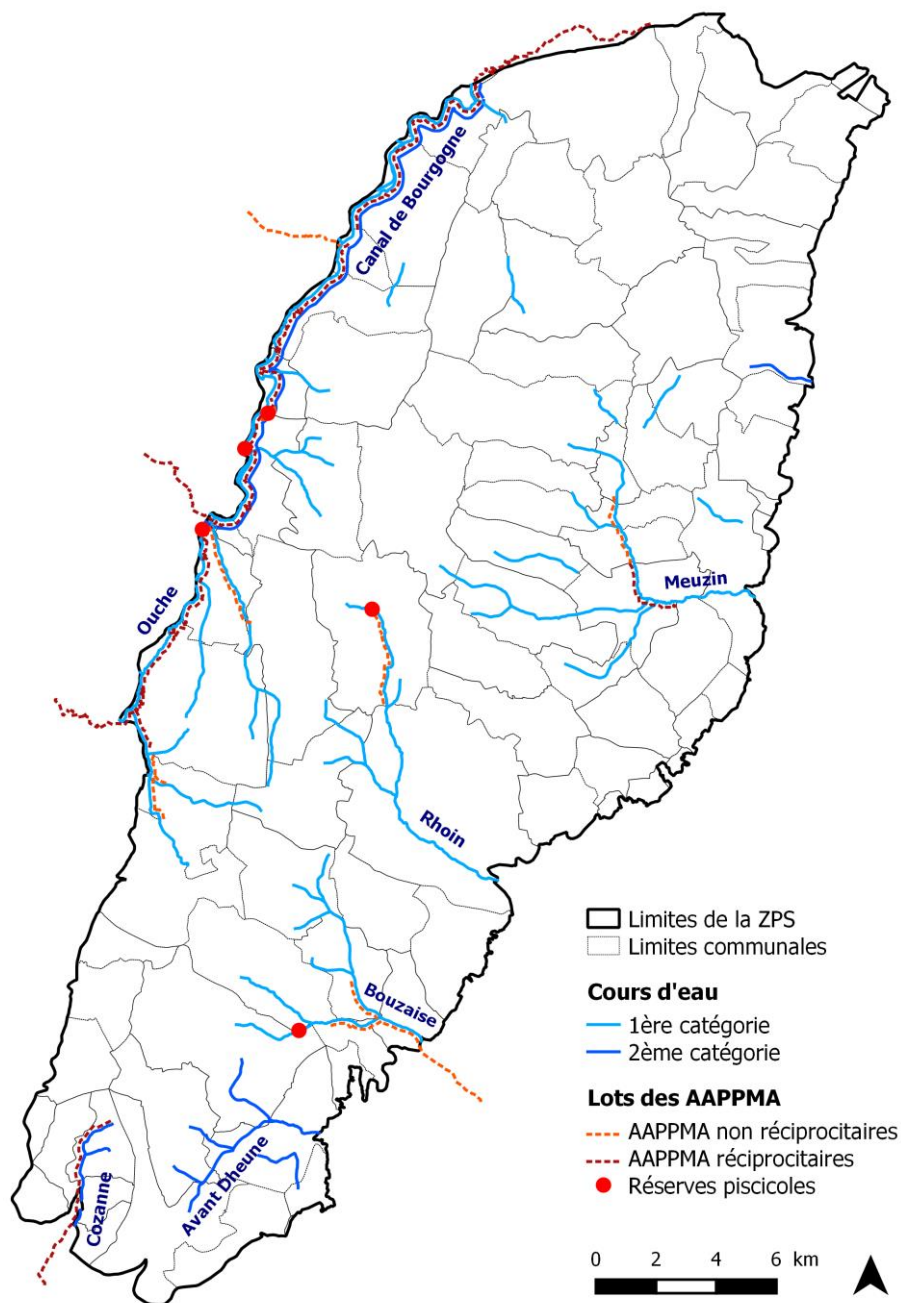 Canal de Bourgogne
Ouche
Meuzin
Rhoin
Bouzaise
Avant Dheune
Cozanne
Limites de la ZPS
Limites communales
Cours d'eau
1ère catégorie
2ème catégorie
Lots des AAPPMA
AAPPMA non réciprocitaires
AAPPMA réciprocitaires
Réserves piscicoles
0 2 4 6 km